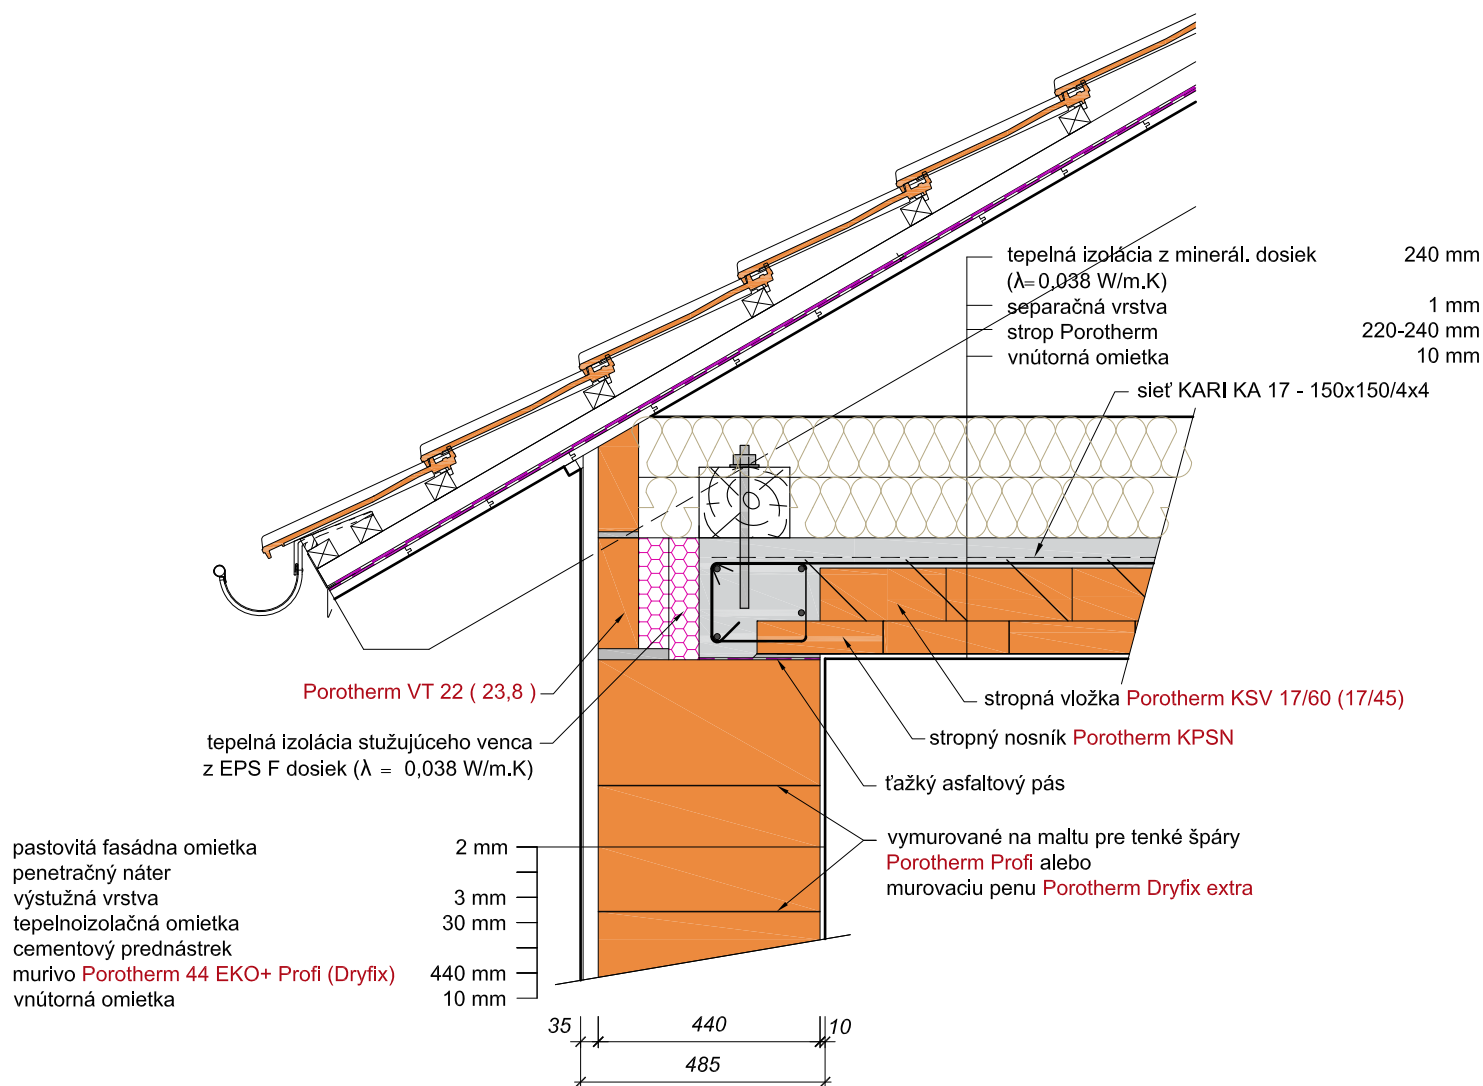 tepelná izolácia z minerál. dosiek 240 mm
(λ= 0,038 W/m.K)
separačná vrstva 1 mm
strop Porotherm 220-240 mm
vnútorná omietka 10 mm
sieť KARI KA 17 - 150x150/4x4
Porotherm VT 22 ( 23,8 )
stropná vložka Porotherm KSV 17/60 (17/45)
stropný nosník Porotherm KPSN
tepelná izolácia stužujúceho venca
z EPS F dosiek (λ = 0,038 W/m.K)
ťažký asfaltový pás
vymurované na maltu pre tenké špáry
Porotherm Profi alebo
murovaciu penu Porotherm Dryfix extra
pastovitá fasádna omietka 2 mm
penetračný náter
výstužná vrstva 3 mm
tepelnoizolačná omietka 30 mm
cementový prednástrek
murivo Porotherm 44 EKO+ Profi (Dryfix) 440 mm
vnútorná omietka 10 mm
35 440 10
485